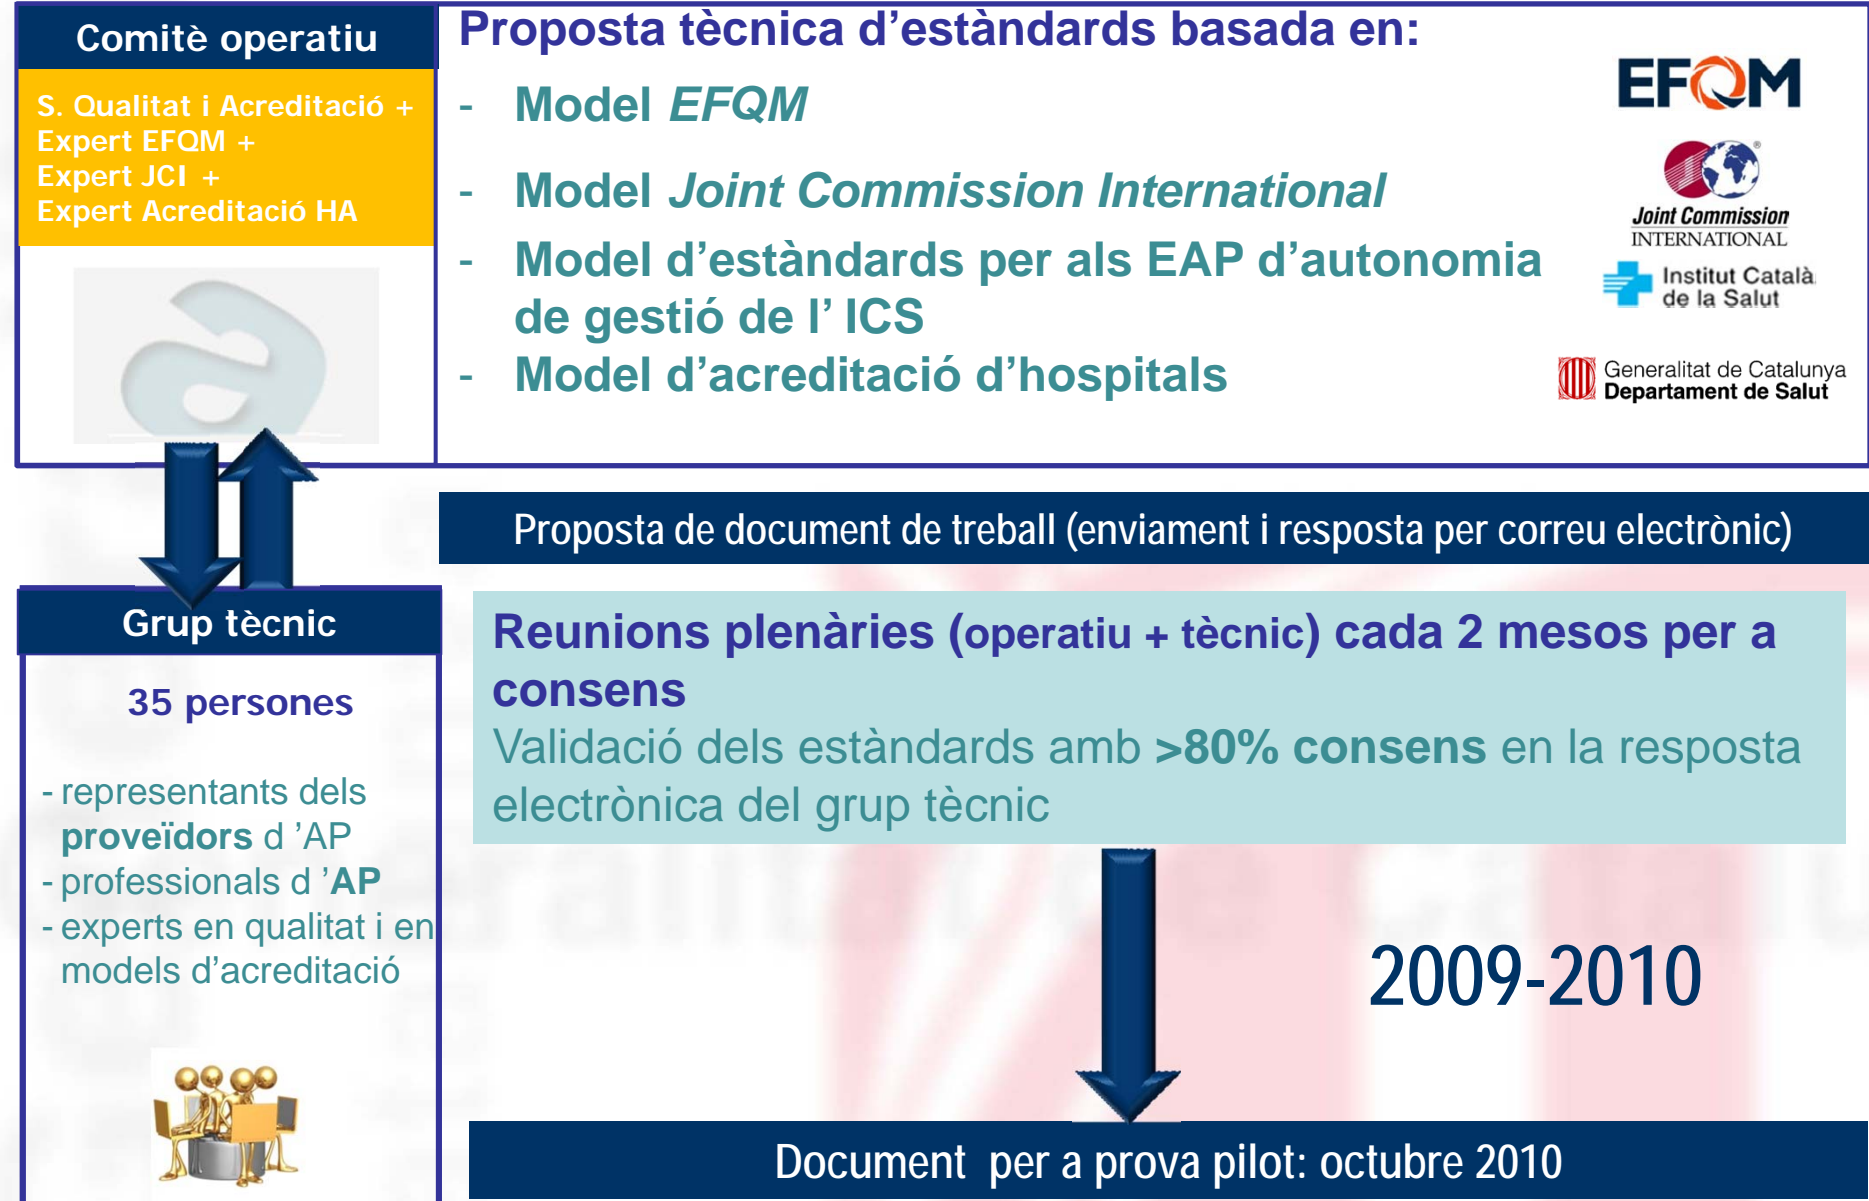 Comitè operatiu
S. Qualitat i Acreditació +
Expert EFQM +
Expert JCI +
Expert Acreditació HA
Proposta tècnica d’estàndards basada en:
- Model EFQM
- Model Joint Commission International
- Model d’estàndards per als EAP d’autonomia
de gestió de l’ ICS
- Model d’acreditació d’hospitals
EFQM
®
Joint Commission
INTERNATIONAL
Institut Català
de la Salut
Generalitat de Catalunya
Departament de Salut
Proposta de document de treball (enviament i resposta per correu electrònic)
Grup tècnic
35 persones
- representants dels
proveïdors d ’AP
- professionals d ’AP
- experts en qualitat i en
models d’acreditació
Reunions plenàries (operatiu + tècnic) cada 2 mesos per a
consens
Validació dels estàndards amb >80% consens en la resposta
electrònica del grup tècnic
2009-2010
Document per a prova pilot: octubre 2010